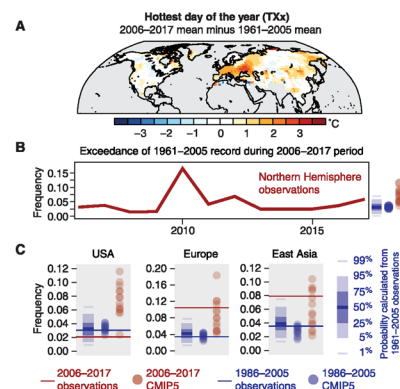 A
Hottest day of the year (TXx)
2006–2017 mean minus 1961–2005 mean
−3 −2 −1 0 1 2 3 °C
B
Exceedance of 1961–2005 record during 2006–2017 period
Frequency
0.15
0.10
0.05
0.00
Northern Hemisphere
observations
2010 2015
C
USA Europe East Asia
Frequency
0.12
0.10
0.08
0.06
0.04
0.02
0.00
0.20
0.16
0.12
0.08
0.04
0.00
0.12
0.10
0.08
0.06
0.04
0.02
0.00
99%
95%
75%
50%
25%
5%
1%
Probability calculated from
1961–2005 observations
2006–2017
observations
2006–2017
CMIP5
1986–2005
observations
1986–2005
CMIP5